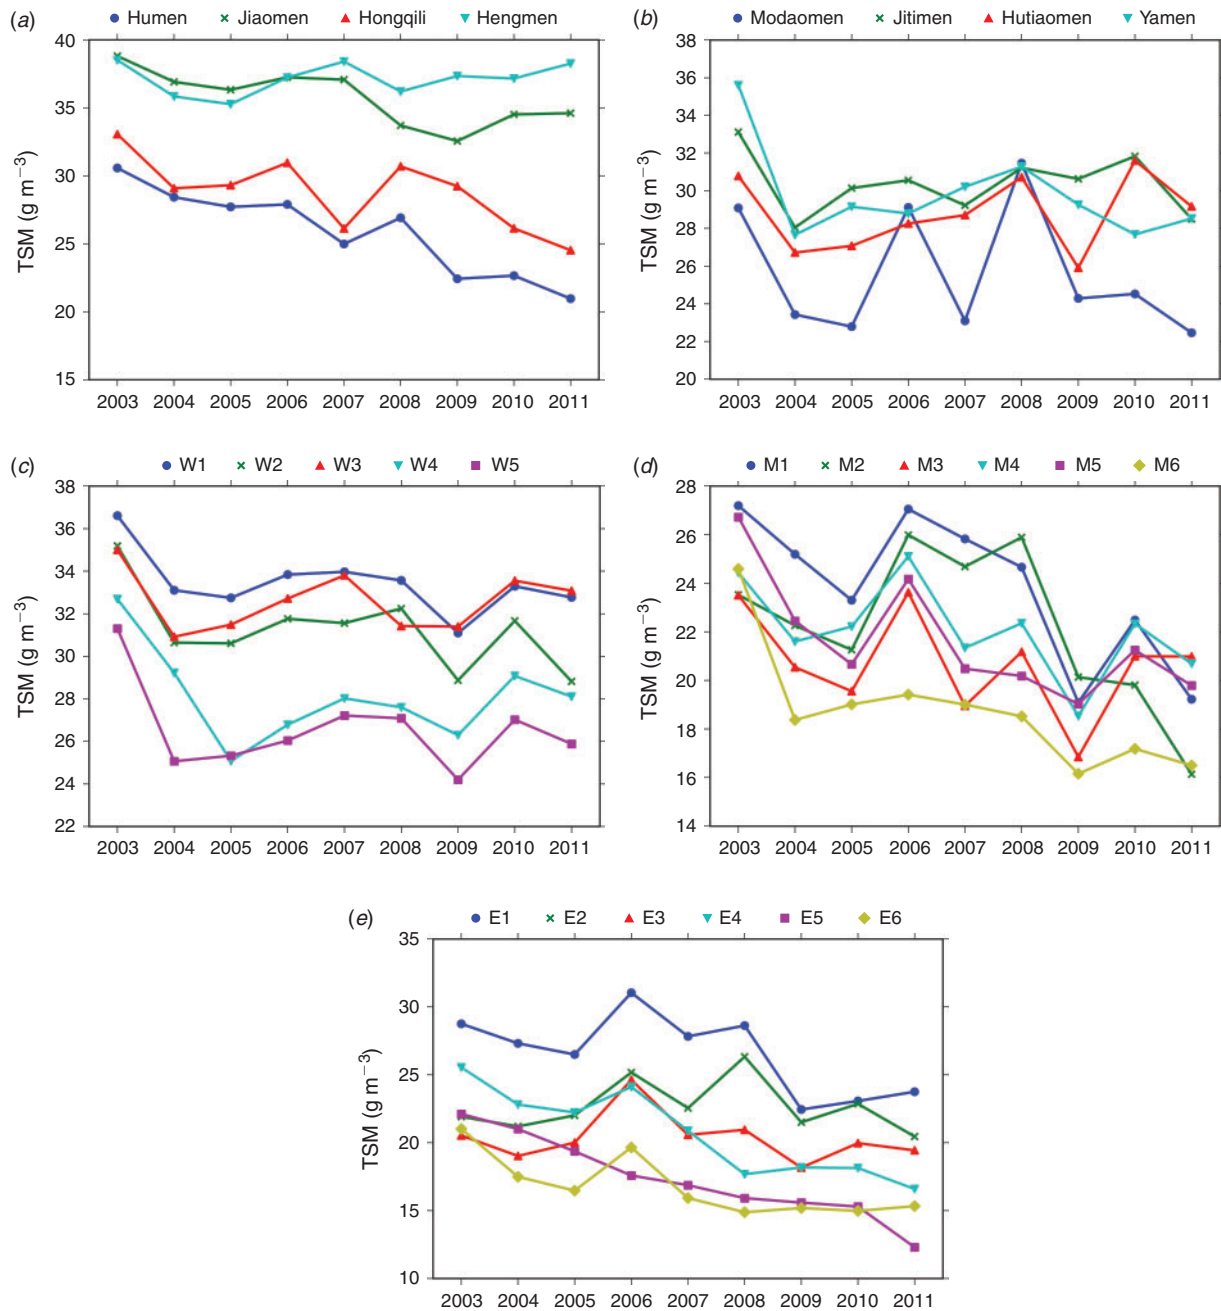 (a) Humen Jiaomen Hongqili Hengmen
40
35
30
25
20
15
TSM (g m⁻³)
2003 2004 2005 2006 2007 2008 2009 2010 2011
(b) Modaomen Jitimen Hutiaomen Yamen
38
36
34
32
30
28
26
24
22
20
TSM (g m⁻³)
2003 2004 2005 2006 2007 2008 2009 2010 2011
(c) W1 W2 W3 W4 W5
38
36
34
32
30
28
26
24
22
TSM (g m⁻³)
2003 2004 2005 2006 2007 2008 2009 2010 2011
(d) M1 M2 M3 M4 M5 M6
28
26
24
22
20
18
16
14
TSM (g m⁻³)
2003 2004 2005 2006 2007 2008 2009 2010 2011
(e) E1 E2 E3 E4 E5 E6
35
30
25
20
15
10
TSM (g m⁻³)
2003 2004 2005 2006 2007 2008 2009 2010 2011